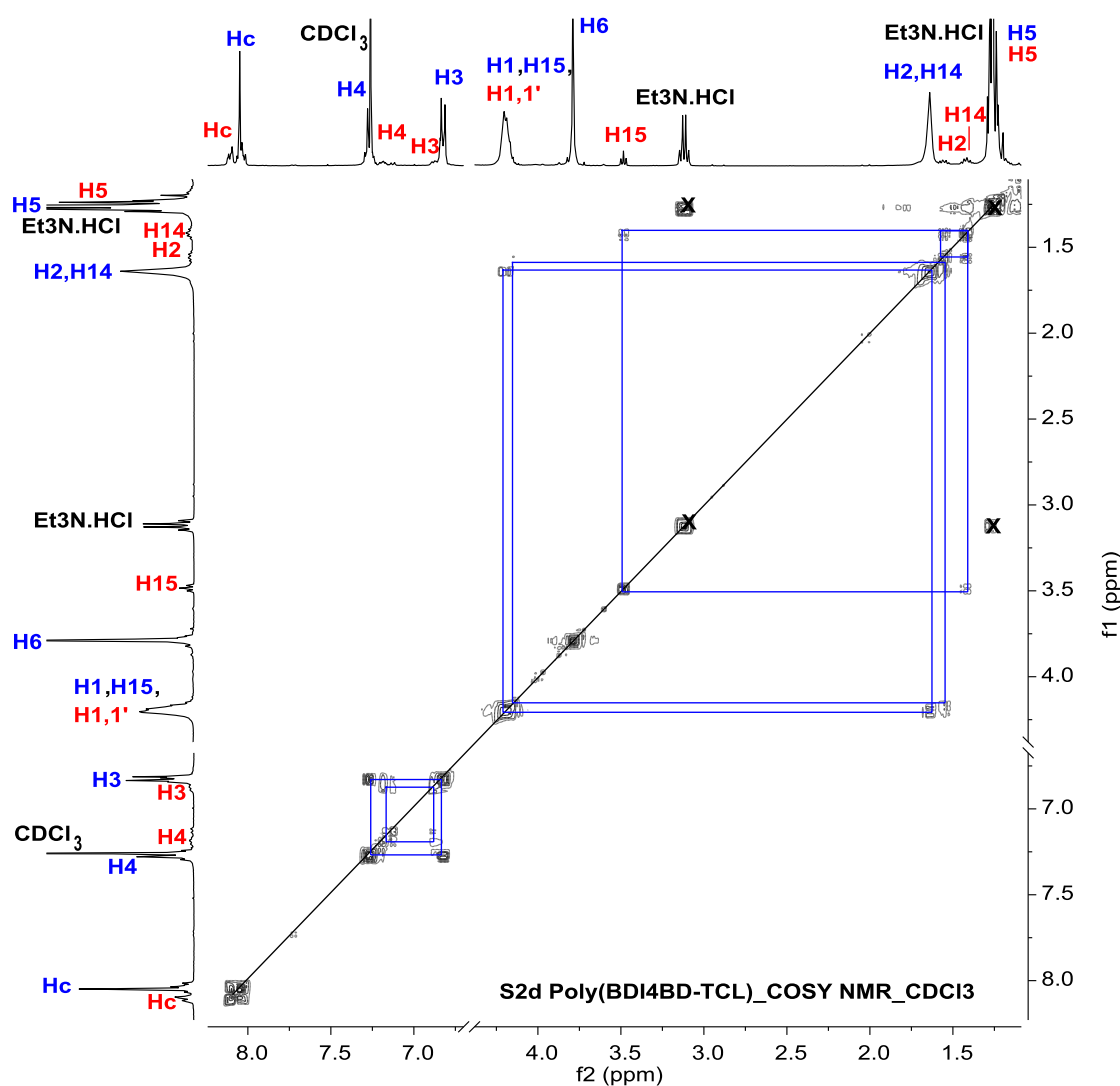 CDCl3
H6
Et3N.HCl
H5
H5
Hc
H3
H1,H15,
H1,1'
H2,H14
H4
Et3N.HCl
Hc
H4
H3
H15
H14
H2
H5
H5
Et3N.HCl
H14
H2
H2,H14
Et3N.HCl
H15
H6
H1,H15,
H1,1'
H3
H3
CDCl3
H4
H4
Hc
Hc
X
X
X
X
1.5
2.0
2.5
3.0
3.5
4.0
7.0
7.5
8.0
f1 (ppm)
S2d Poly(BDI4BD-TCL)_COSY NMR_CDCl3
8.0 7.0 4.0 3.5 3.0 2.5 2.0 1.5
f2 (ppm)